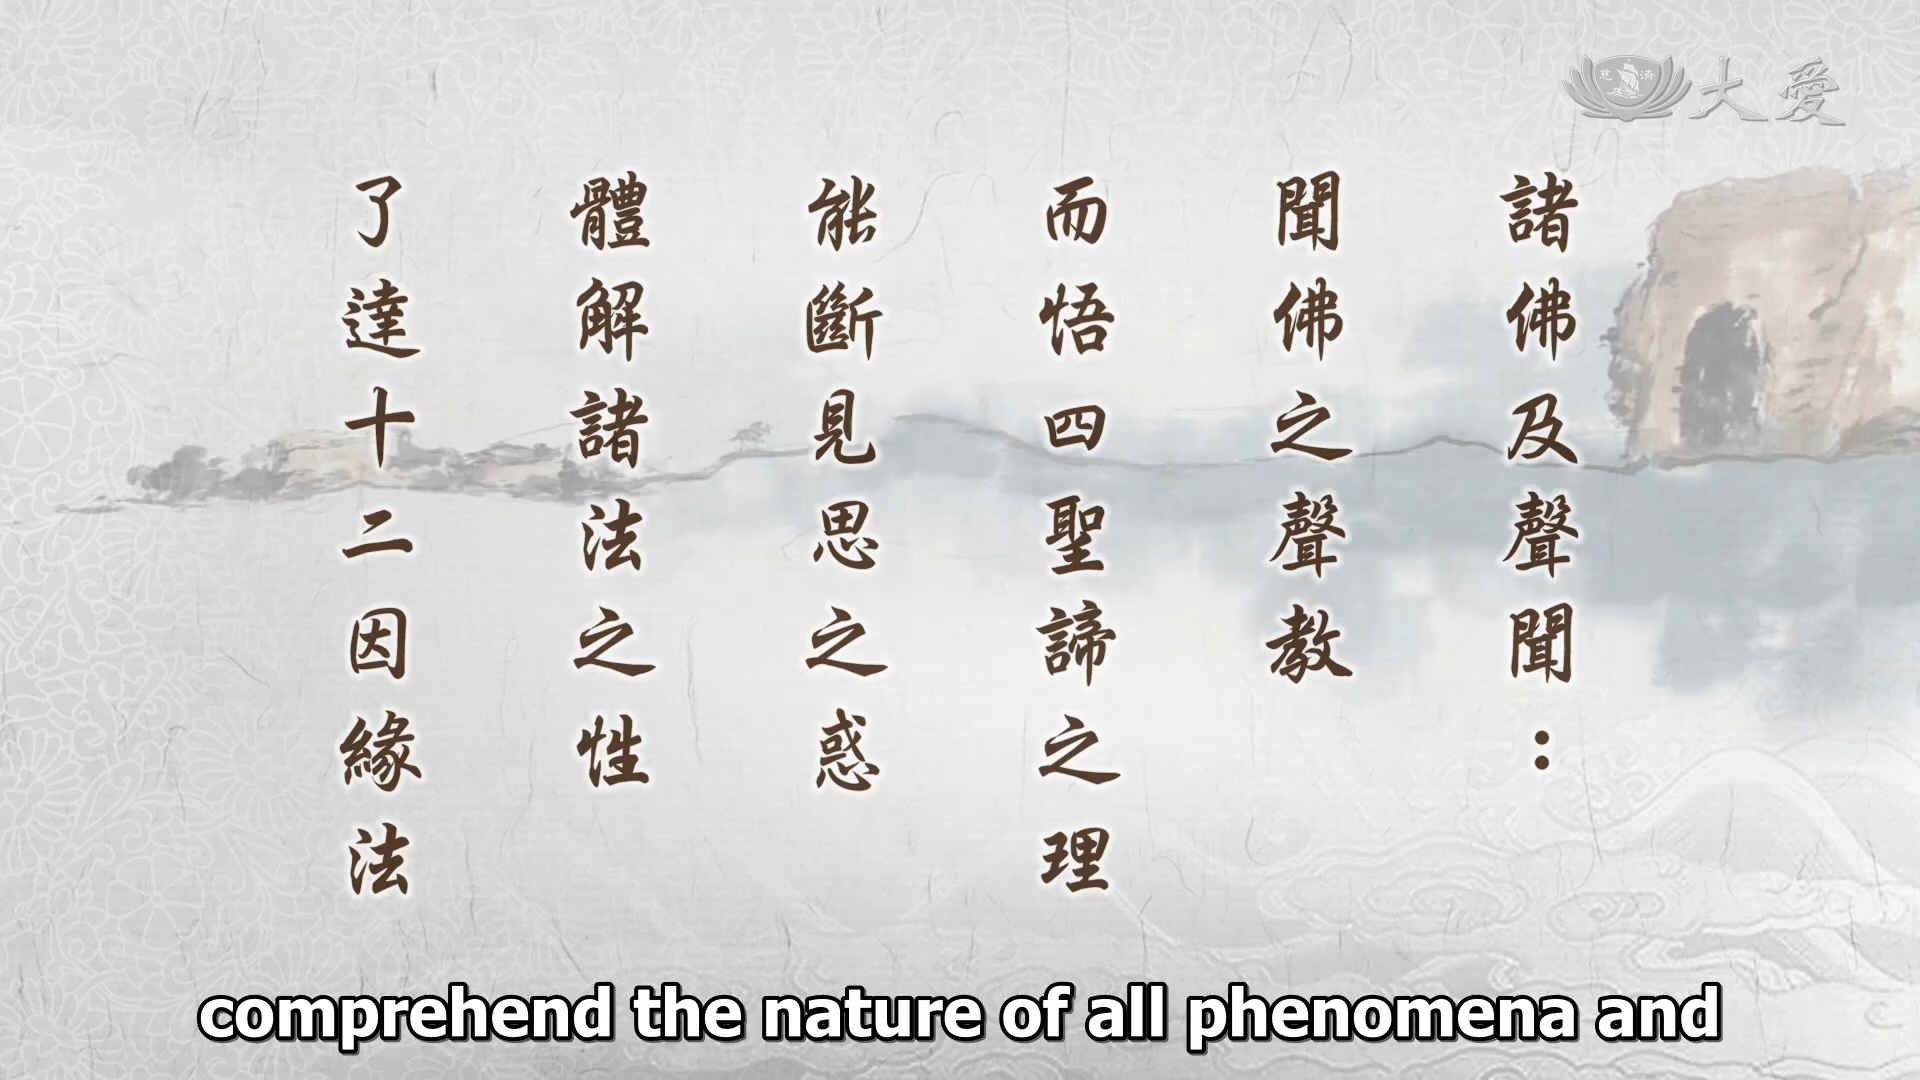 大愛
慈濟
諸佛及聲聞：
聞佛之聲教
而悟四聖諦之理
能斷見思之惑
體解諸法之性
了達十二因緣法
comprehend the nature of all phenomena and